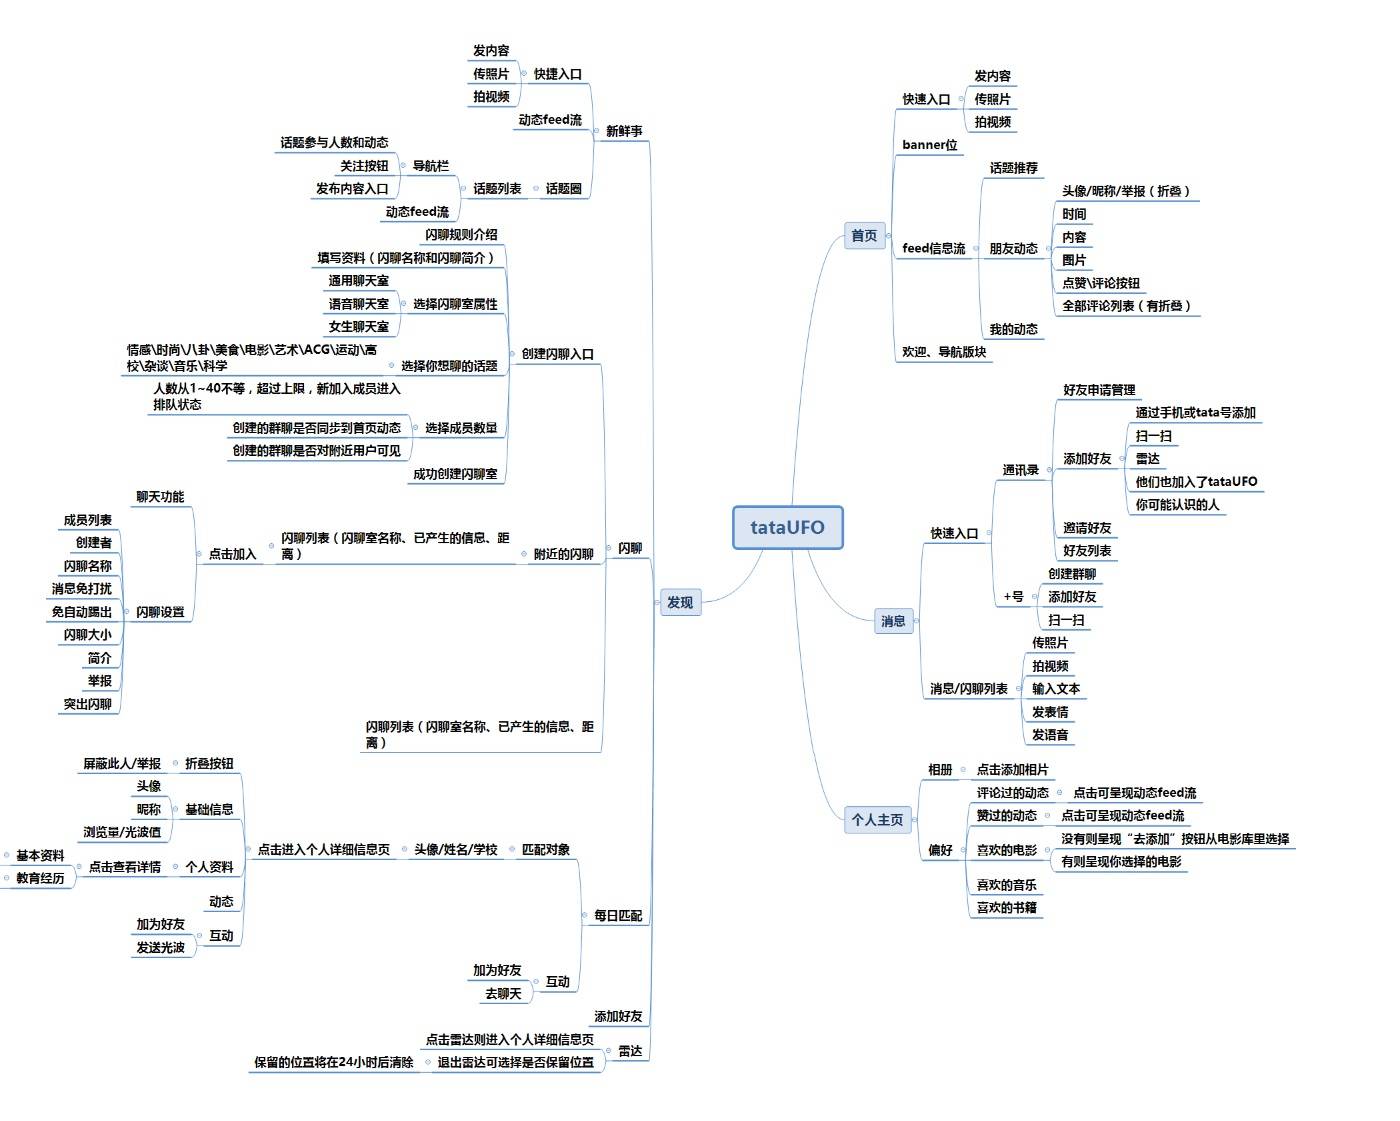 tataUFO
首页
快速入口
发内容
传照片
拍视频
banner位
feed信息流
话题推荐
朋友动态
头像/昵称/举报（折叠）
时间
内容
图片
点赞\评论按钮
全部评论列表（有折叠）
我的动态
欢迎、导航版块
消息
快速入口
通讯录
好友申请管理
添加好友
通过手机或tata号添加
扫一扫
雷达
他们也加入了tataUFO
你可能认识的人
邀请好友
好友列表
+号
创建群聊
添加好友
扫一扫
消息/闪聊列表
传照片
拍视频
输入文本
发表情
发语音
个人主页
相册
点击添加相片
偏好
评论过的动态
点击可呈现动态feed流
赞过的动态
点击可呈现动态feed流
喜欢的电影
没有则呈现“去添加”按钮从电影库里选择
有则呈现你选择的电影
喜欢的音乐
喜欢的书籍
发现
新鲜事
快捷入口
发内容
传照片
拍视频
动态feed流
话题圈
话题列表
导航栏
话题参与人数和动态
关注按钮
发布内容入口
动态feed流
闪聊
创建闪聊入口
闪聊规则介绍
填写资料（闪聊名称和闪聊简介）
选择闪聊室属性
通用聊天室
语音聊天室
女生聊天室
选择你想聊的话题
情感\时尚\八卦\美食\电影\艺术\ACG\运动\高
校\杂谈\音乐\科学
选择成员数量
人数从1~40不等，超过上限，新加入成员进入
排队状态
创建的群聊是否同步到首页动态
创建的群聊是否对附近用户可见
成功创建闪聊室
附近的闪聊
闪聊列表（闪聊室名称、已产生的信息、距
离）
点击加入
聊天功能
闪聊设置
成员列表
创建者
闪聊名称
消息免打扰
免自动踢出
闪聊大小
简介
举报
突出闪聊
闪聊列表（闪聊室名称、已产生的信息、距
离）
每日匹配
匹配对象
头像/姓名/学校
点击进入个人详细信息页
折叠按钮
屏蔽此人/举报
基础信息
头像
昵称
浏览量/光波值
个人资料
点击查看详情
基本资料
教育经历
动态
互动
加为好友
发送光波
互动
加为好友
去聊天
添加好友
雷达
点击雷达则进入个人详细信息页
退出雷达可选择是否保留位置
保留的位置将在24小时后清除